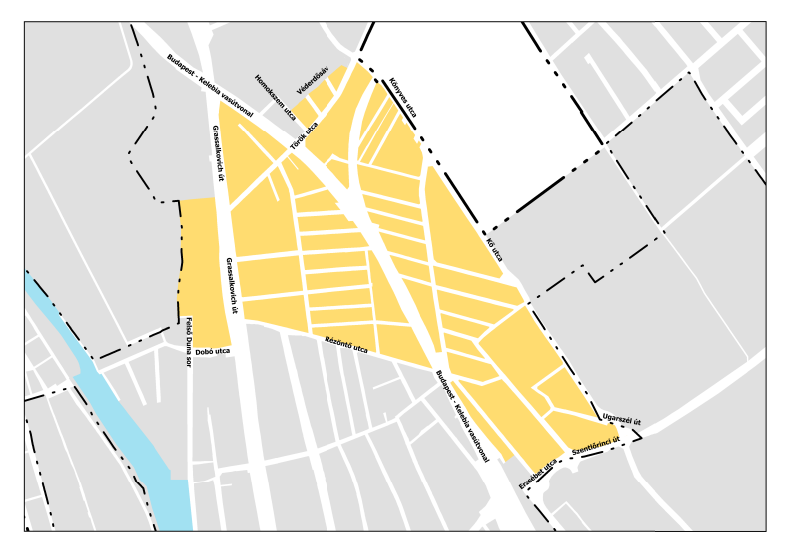 Budapest - Kelebia vasútvonal
Homokszem utca
Véderdősáv
Könyves utca
Török utca
Grassalkovich út
Kő utca
Grassalkovich út
Felső Duna sor
Dobó utca
Rézöntő utca
Budapest - Kelebia vasútvonal
Ugarszél út
Szentlőrinci út
Erzsébet utca